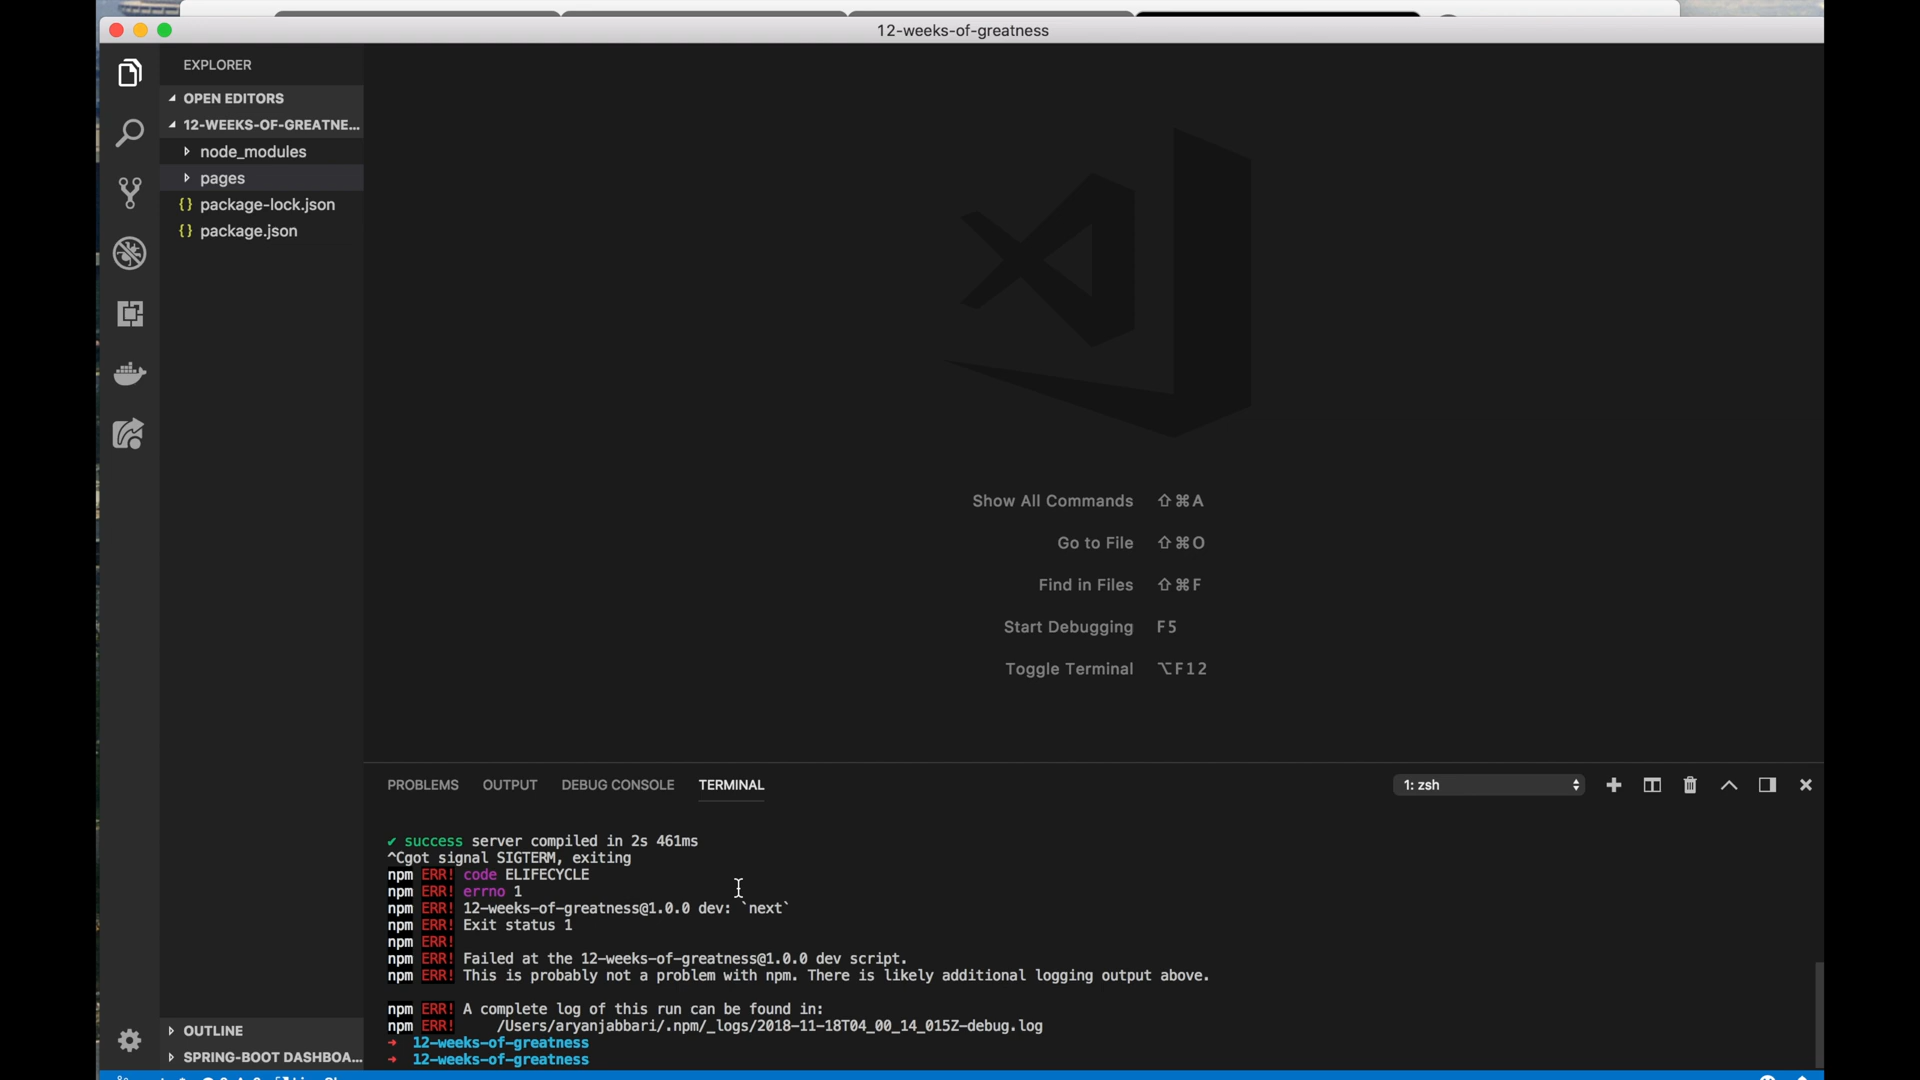 12-weeks-of-greatness
EXPLORER
OPEN EDITORS
12-WEEKS-OF-GREATNE...
node_modules
pages
{} package-lock.json
{} package.json
Show All Commands ⇧⌘A
Go to File ⇧⌘O
Find in Files ⇧⌘F
Start Debugging F5
Toggle Terminal ⌥F12
PROBLEMS OUTPUT DEBUG CONSOLE TERMINAL 1: zsh
✔ success server compiled in 2s 461ms
^Cgot signal SIGTERM, exiting
npm ERR! code ELIFECYCLE
npm ERR! errno 1
npm ERR! 12-weeks-of-greatness@1.0.0 dev: `next`
npm ERR! Exit status 1
npm ERR!
npm ERR! Failed at the 12-weeks-of-greatness@1.0.0 dev script.
npm ERR! This is probably not a problem with npm. There is likely additional logging output above.
npm ERR! A complete log of this run can be found in:
npm ERR! /Users/aryanjabbari/.npm/_logs/2018-11-18T04_00_14_015Z-debug.log
➜ 12-weeks-of-greatness
➜ 12-weeks-of-greatness
OUTLINE
SPRING-BOOT DASHBOA...